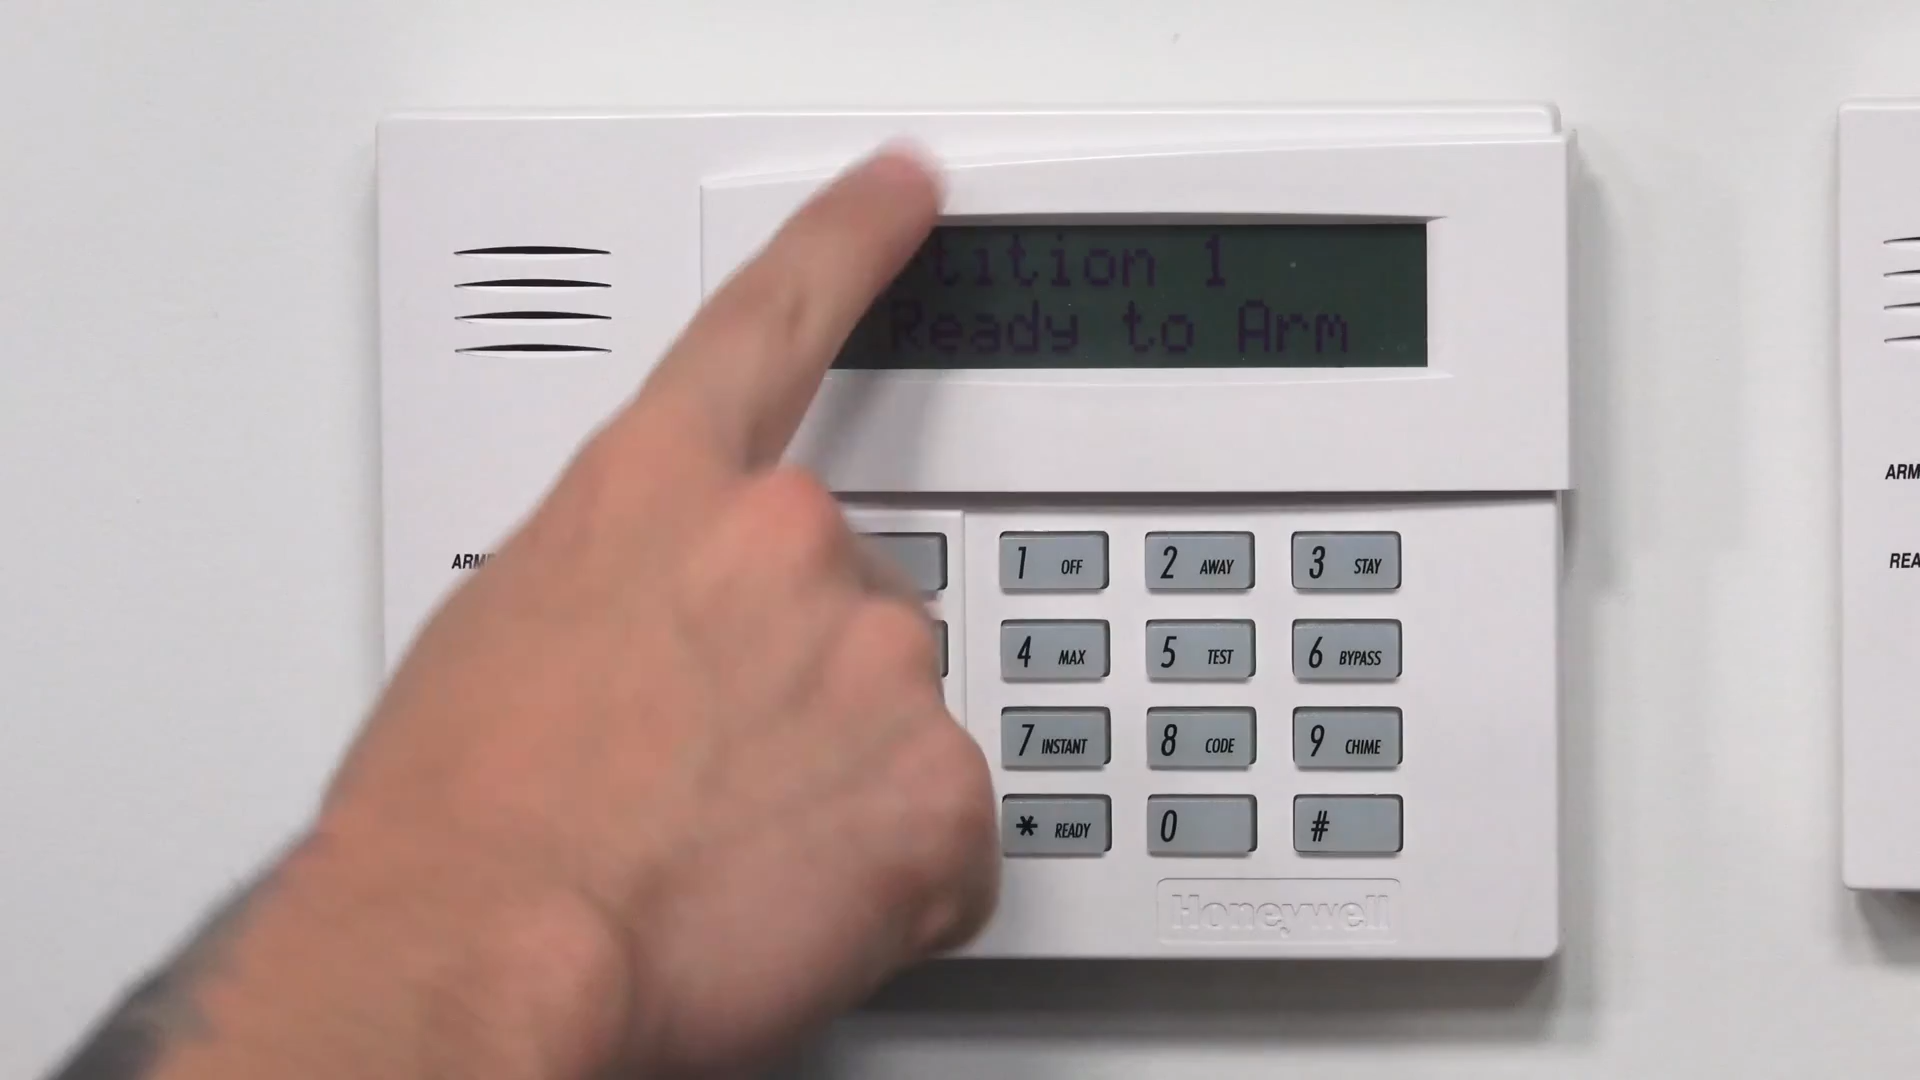 tition 1
Ready to Arm
ARM
1 OFF
2 AWAY
3 STAY
4 MAX
5 TEST
6 BYPASS
7 INSTANT
8 CODE
9 CHIME
* READY
0
#
Honeywell
ARM
REA